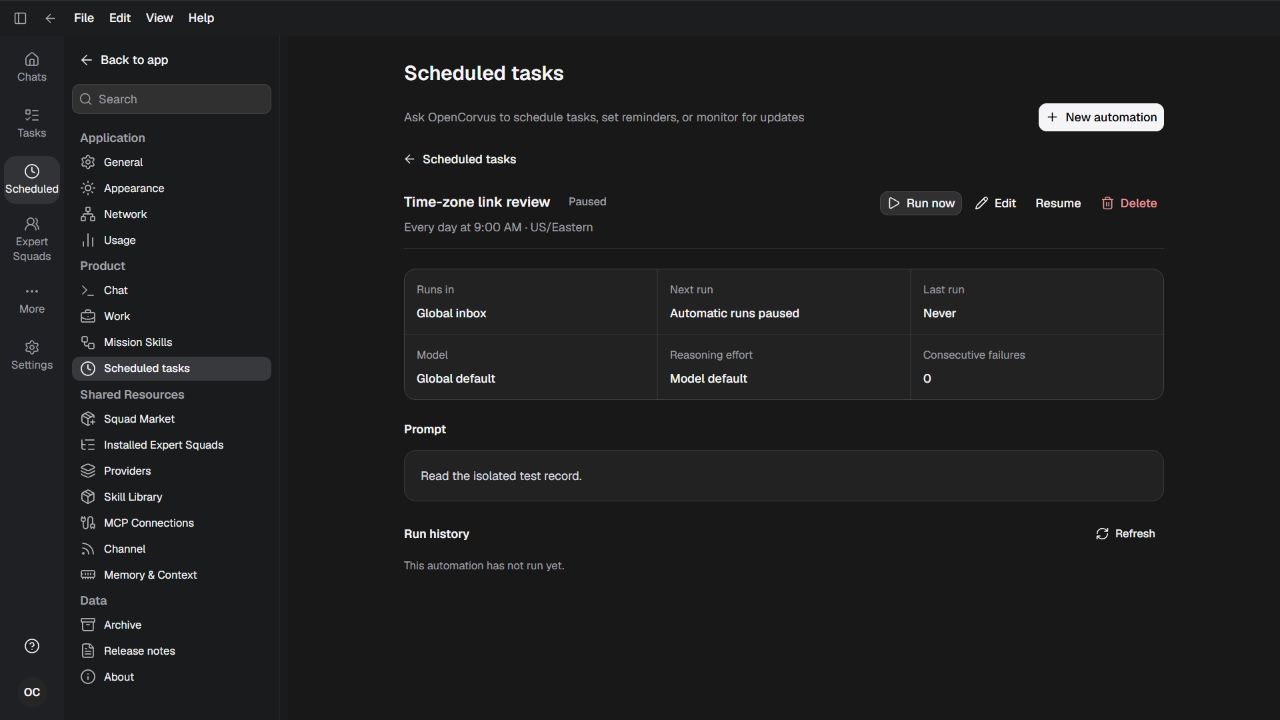 File Edit View Help
Chats
Tasks
Scheduled
Expert
Squads
More
Settings
OC
Back to app
Search
Application
General
Appearance
Network
Usage
Product
Chat
Work
Mission Skills
Scheduled tasks
Shared Resources
Squad Market
Installed Expert Squads
Providers
Skill Library
MCP Connections
Channel
Memory & Context
Data
Archive
Release notes
About
Scheduled tasks
Ask OpenCorvus to schedule tasks, set reminders, or monitor for updates
New automation
Scheduled tasks
Time-zone link review Paused
Run now Edit Resume Delete
Every day at 9:00 AM · US/Eastern
Runs in
Global inbox
Next run
Automatic runs paused
Last run
Never
Model
Global default
Reasoning effort
Model default
Consecutive failures
0
Prompt
Read the isolated test record.
Run history
Refresh
This automation has not run yet.